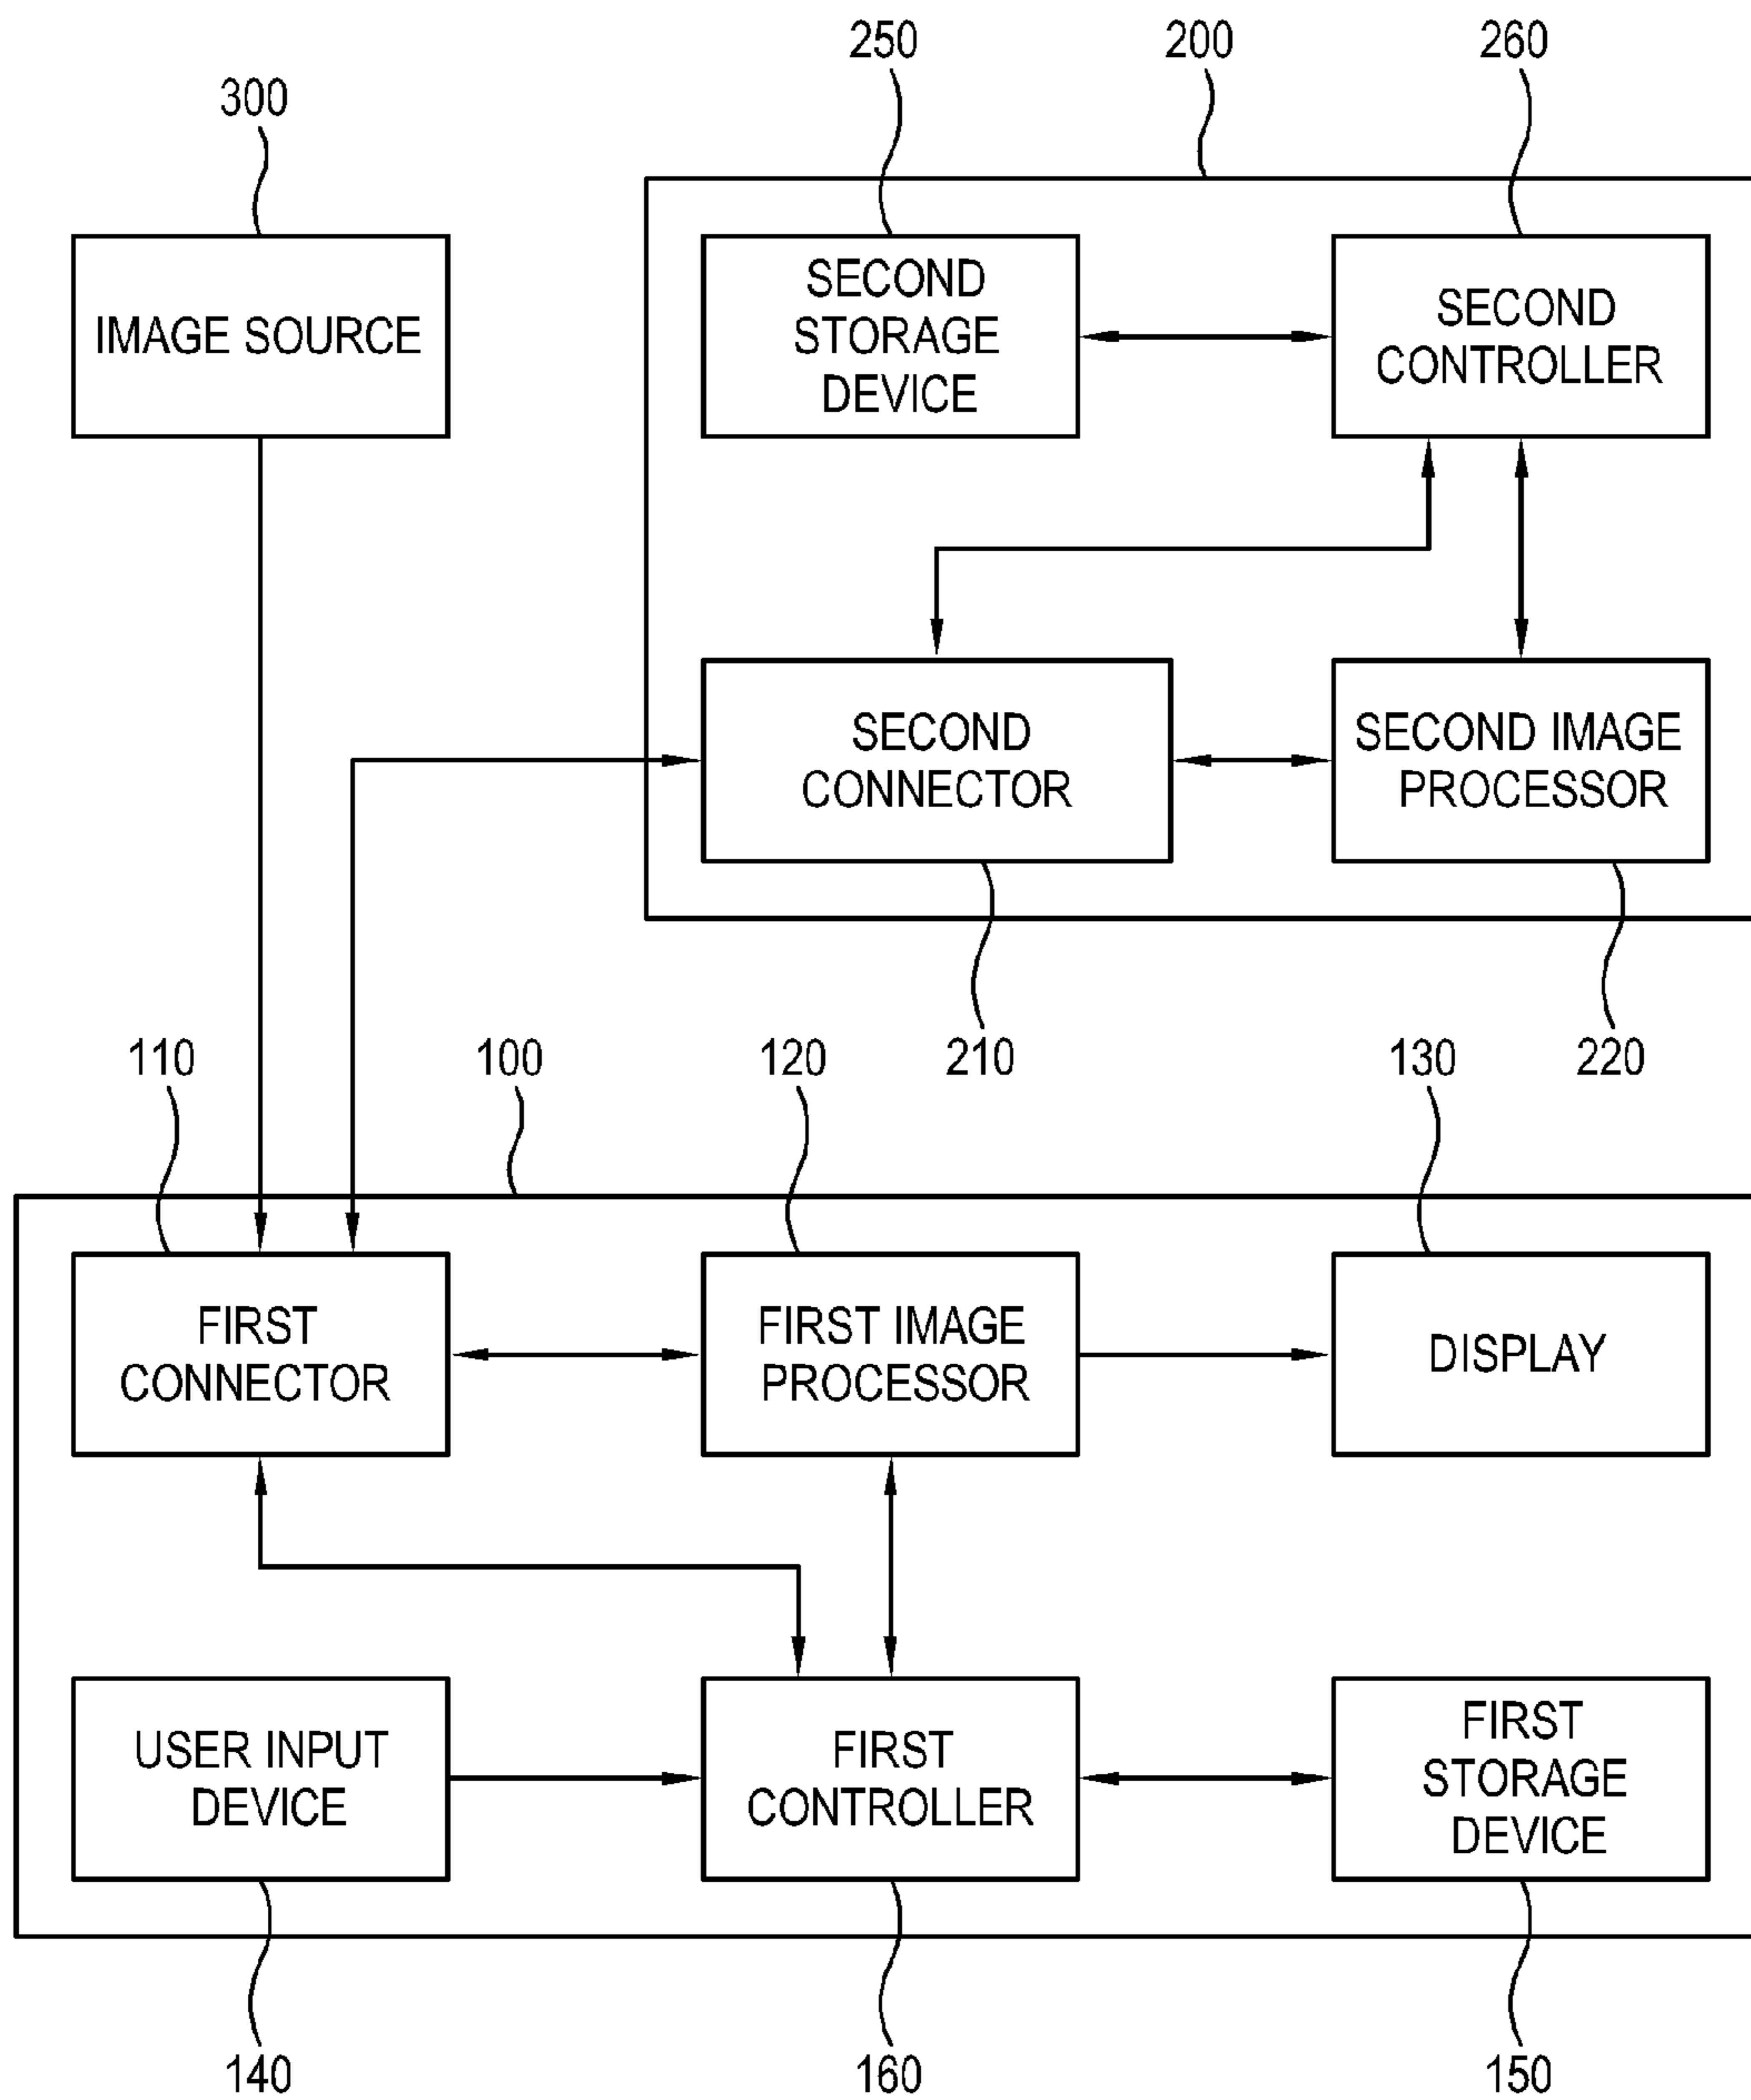 250
200
260
300
SECOND
STORAGE
DEVICE
SECOND
CONTROLLER
IMAGE SOURCE
SECOND
CONNECTOR
SECOND IMAGE
PROCESSOR
110
100
120
210
130
220
FIRST
CONNECTOR
FIRST IMAGE
PROCESSOR
DISPLAY
USER INPUT
DEVICE
FIRST
CONTROLLER
FIRST
STORAGE
DEVICE
140
160
150